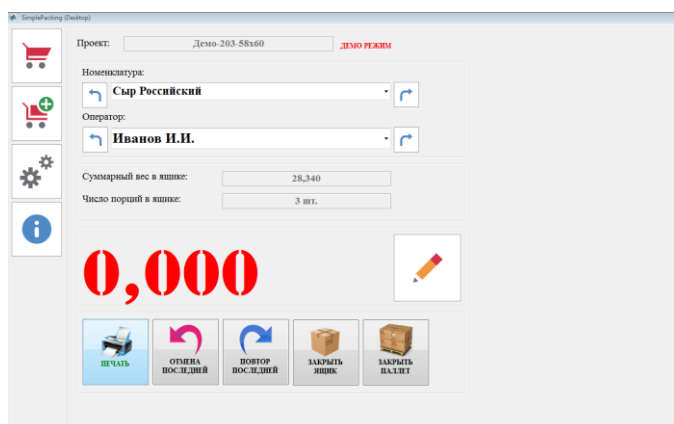 SimplePacking (Desktop)
Проект: Демо-203-58x60 ДЕМО РЕЖИМ
Номенклатура:
Сыр Российский
Оператор:
Иванов И.И.
Суммарный вес в ящике: 28,340
Число порций в ящике: 3 шт.
0,000
ПЕЧАТЬ
ОТМЕНА
ПОСЛЕДНЕЙ
ПОВТОР
ПОСЛЕДНЕЙ
ЗАКРЫТЬ
ЯЩИК
ЗАКРЫТЬ
ПАЛЛЕТ